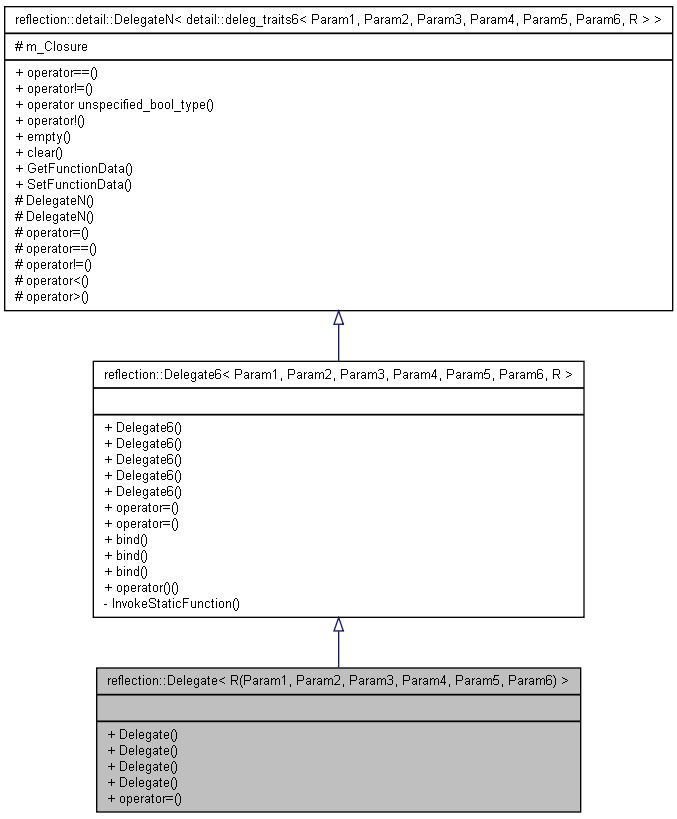 reflection::detail::DelegateN< detail::deleg_traits6< Param1, Param2, Param3, Param4, Param5, Param6, R > >
# m_Closure
+ operator==()
+ operator!=()
+ operator unspecified_bool_type()
+ operator!()
+ empty()
+ clear()
+ GetFunctionData()
+ SetFunctionData()
# DelegateN()
# DelegateN()
# operator=()
# operator==()
# operator!=()
# operator<()
# operator>()
reflection::Delegate6< Param1, Param2, Param3, Param4, Param5, Param6, R >
+ Delegate6()
+ Delegate6()
+ Delegate6()
+ Delegate6()
+ Delegate6()
+ operator=()
+ operator=()
+ bind()
+ bind()
+ bind()
+ operator()()
- InvokeStaticFunction()
reflection::Delegate< R(Param1, Param2, Param3, Param4, Param5, Param6) >
+ Delegate()
+ Delegate()
+ Delegate()
+ Delegate()
+ operator=()